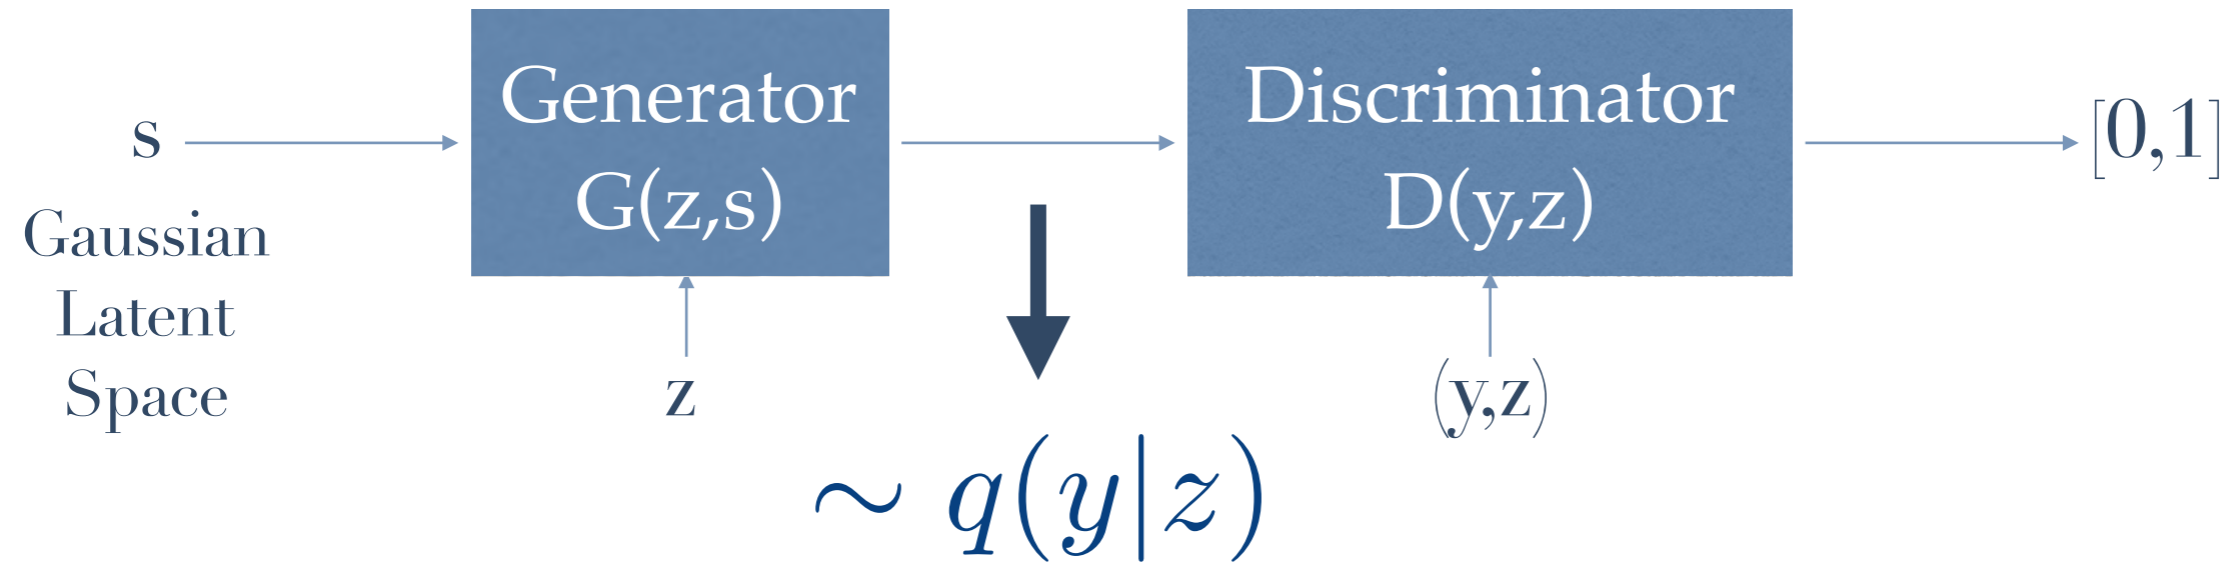 s
Gaussian
Latent
Space
Generator
G(z,s)
z
∼ q(y|z)
Discriminator
D(y,z)
(y,z)
[0,1]